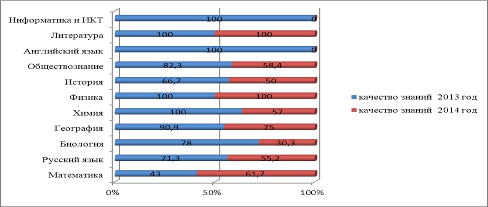 Информатика и ИКТ 100 0
Литература 100 100
Английский язык 100 0
Обществознание 82,3 58,4
История 66,7 50
Физика 100 100
Химия 100 57
География 90,9 75
Биология 78 30,3
Русский язык 71,3 55,2
Математика 43 61,7
0% 50% 100%
качество знаний 2013 год
качество знаний 2014 год